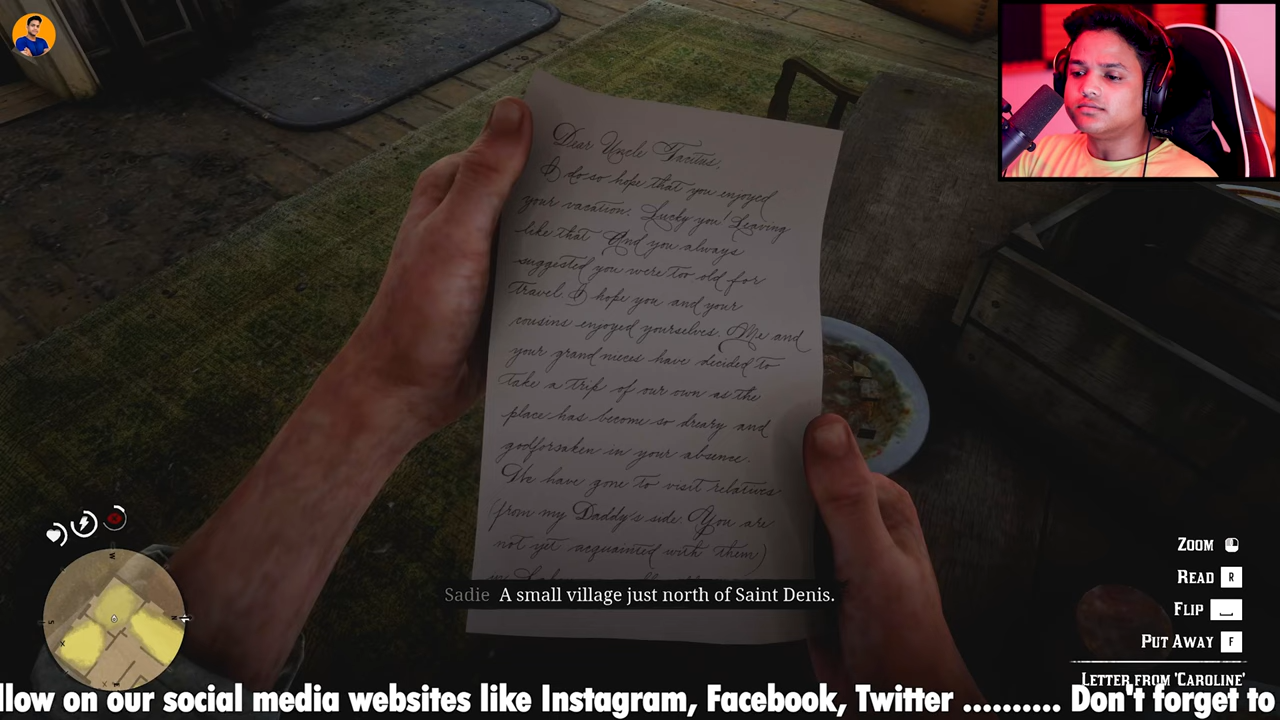 Dear Uncle Tacitus,
I do so hope that you enjoyed
your vacation. Lucky you! Leaving
like that. And you always
suggested you were too old for
travel. I hope you and your
cousins enjoyed yourselves. Me and
your grand nieces have decided to
take a trip of our own as the
place has become so dreary and
godforsaken in your absence.
We have gone to visit relatives
(from my Daddy's side. You are
not yet acquainted with them)
Sadie A small village just north of Saint Denis.
ZOOM
READ R
FLIP
PUT AWAY F
LETTER FROM 'CAROLINE'
llow on our social media websites like Instagram, Facebook, Twitter .......... Don't forget to